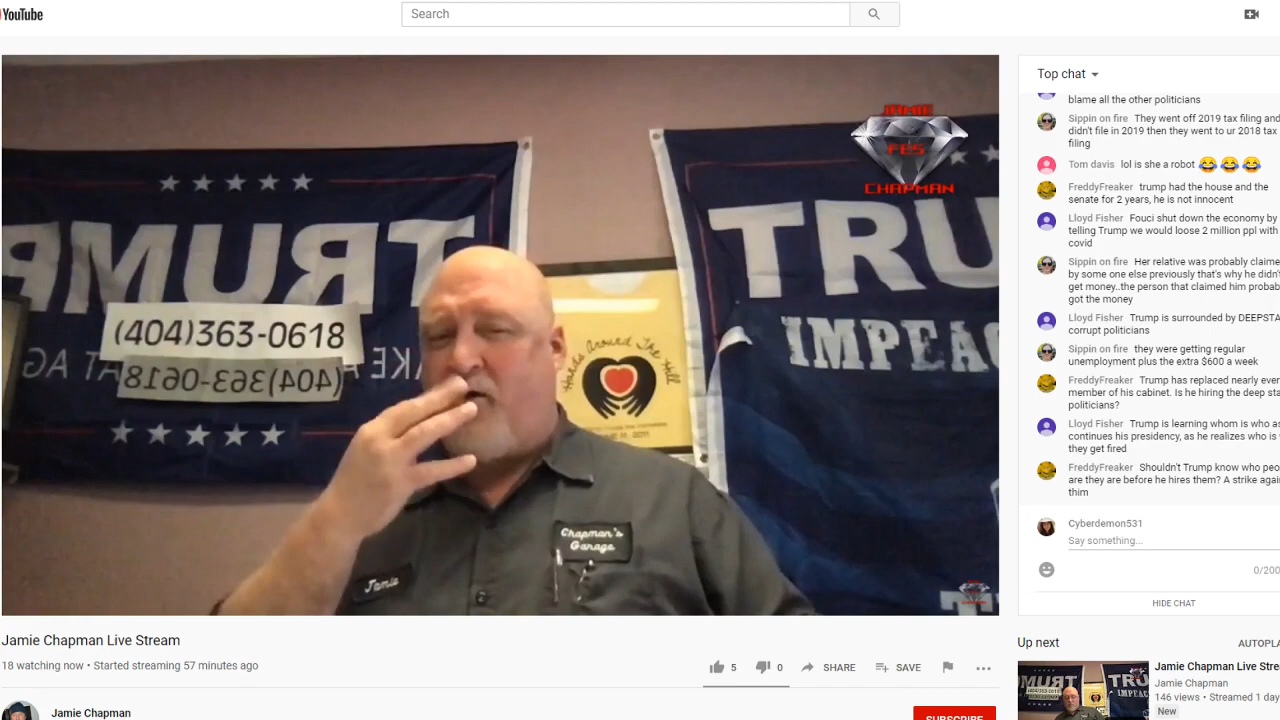 YouTube
Search
JAMIE
FES
CHAPMAN
TRUMP
(404)363-0618
(404)363-0618
TRU
IMPEAC
Hands Around The Hill
Chapman's
Garage
Jamie
Top chat
blame all the other politicians
Sippin on fire They went off 2019 tax filing and
didn't file in 2019 then they went to ur 2018 tax
filing
Tom davis lol is she a robot 😂😂😂
FreddyFreaker trump had the house and the
senate for 2 years, he is not innocent
Lloyd Fisher Fouci shut down the economy by
telling Trump we would loose 2 million ppl with
covid
Sippin on fire Her relative was probably claime
by some one else previously that's why he didn'
get money..the person that claimed him probab
got the money
Lloyd Fisher Trump is surrounded by DEEPSTA
corrupt politicians
Sippin on fire they were getting regular
unemployment plus the extra $600 a week
FreddyFreaker Trump has replaced nearly ever
member of his cabinet. Is he hiring the deep sta
politicians?
Lloyd Fisher Trump is learning whom is who as
continues his presidency, as he realizes who is
they get fired
FreddyFreaker Shouldn't Trump know who peo
are they are before he hires them? A strike agai
thim
Cyberdemon531
Say something...
0/200
HIDE CHAT
Jamie Chapman Live Stream
18 watching now • Started streaming 57 minutes ago
5
0
SHARE
SAVE
Jamie Chapman
SUBSCRIBE
Up next
AUTOPLA
Jamie Chapman Live Stre
Jamie Chapman
146 views • Streamed 1 day
New